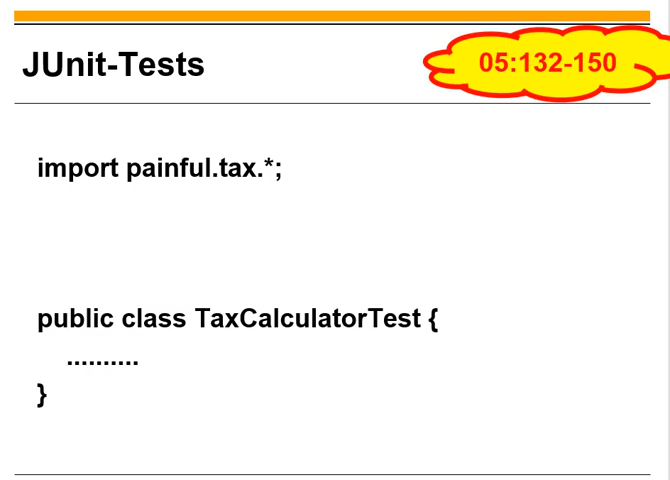 JUnit-Tests
05:132-150
import painful.tax.*;
public class TaxCalculatorTest {
..........
}